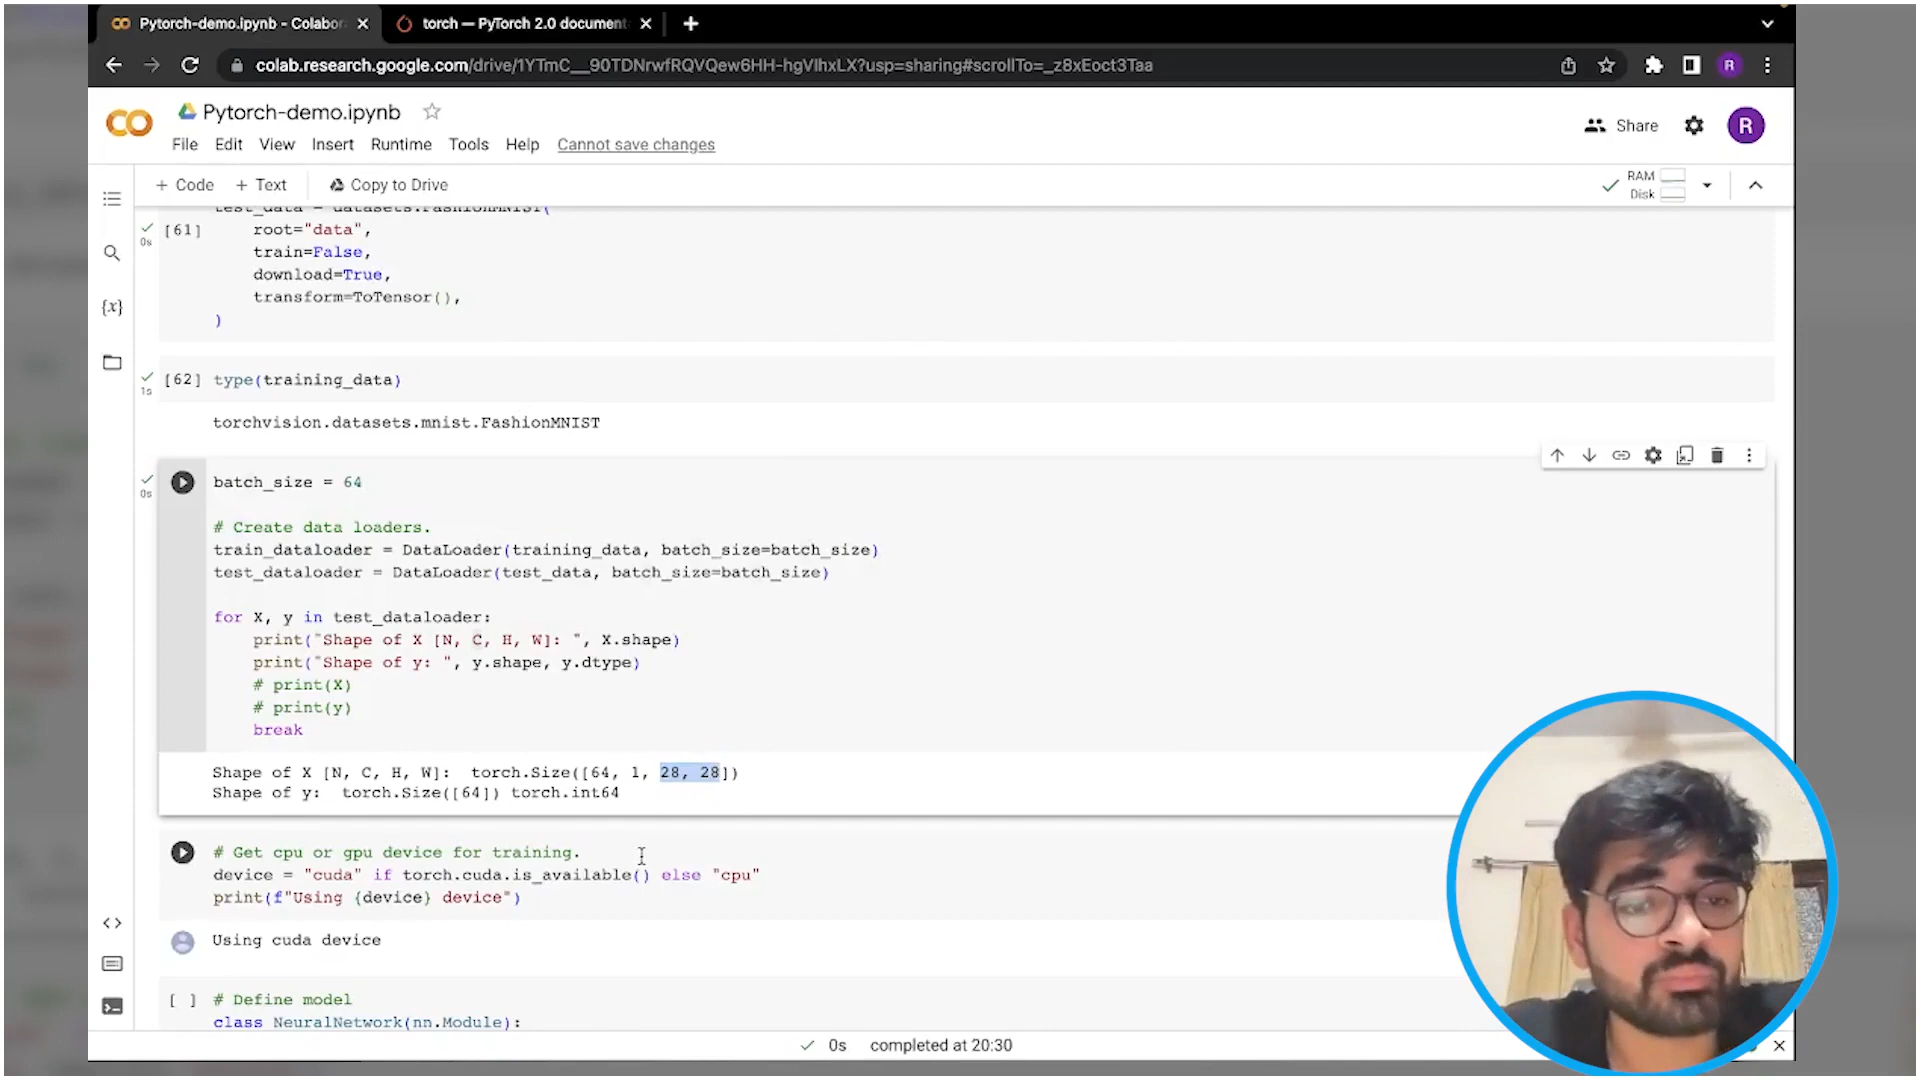 Pytorch-demo.ipynb - Colabor
torch — PyTorch 2.0 document
colab.research.google.com/drive/1YTmC__90TDNrwfRQVQew6HH-hgVlhxLX?usp=sharing#scrollTo=_z8xEoct3Taa
R
Pytorch-demo.ipynb
Share
R
File Edit View Insert Runtime Tools Help Cannot save changes
+ Code + Text Copy to Drive
RAM
Disk
test_data = datasets.FashionMNIST(
[61] root="data",
0s
train=False,
download=True,
transform=ToTensor(),
)
{x}
[62] type(training_data)
1s
torchvision.datasets.mnist.FashionMNIST
batch_size = 64
0s
# Create data loaders.
train_dataloader = DataLoader(training_data, batch_size=batch_size)
test_dataloader = DataLoader(test_data, batch_size=batch_size)
for X, y in test_dataloader:
print("Shape of X [N, C, H, W]: ", X.shape)
print("Shape of y: ", y.shape, y.dtype)
# print(X)
# print(y)
break
Shape of X [N, C, H, W]:  torch.Size([64, 1, 28, 28])
Shape of y:  torch.Size([64]) torch.int64
# Get cpu or gpu device for training.
device = "cuda" if torch.cuda.is_available() else "cpu"
print(f"Using {device} device")
Using cuda device
[ ] # Define model
class NeuralNetwork(nn.Module):
0s completed at 20:30